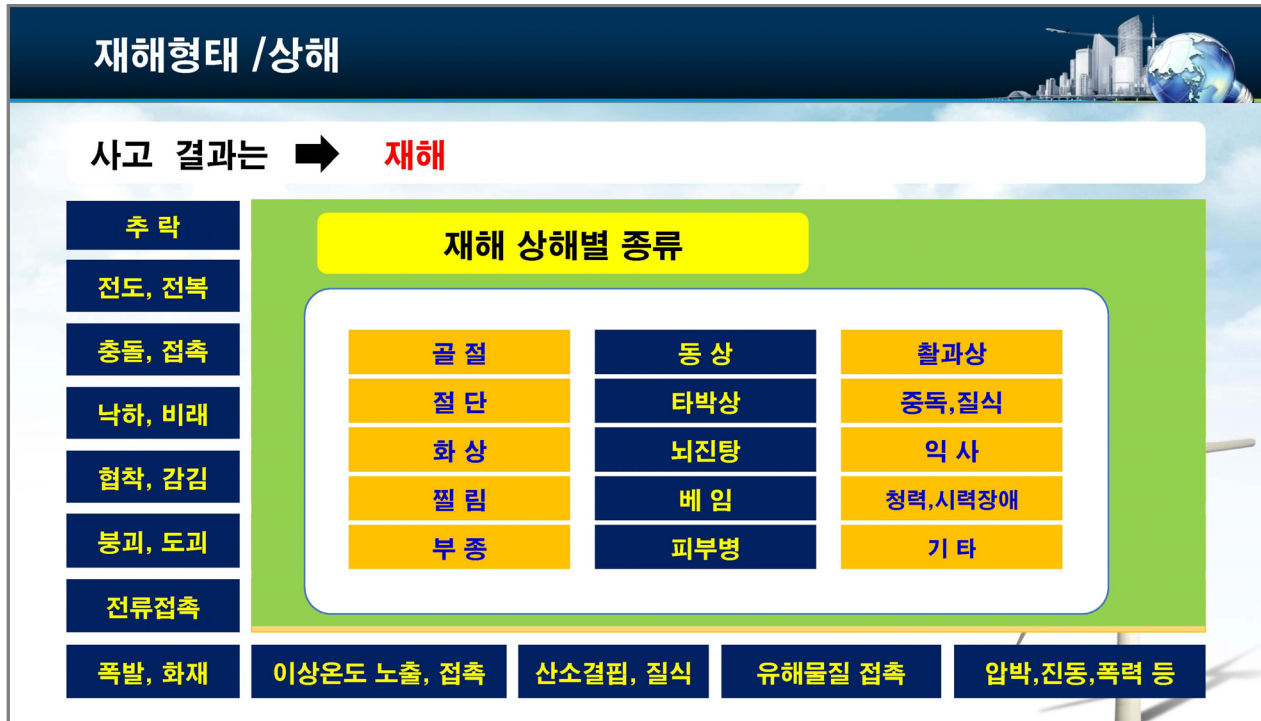 재해형태 /상해
사고 결과는 ➡ 재해
추 락
전도, 전복
충돌, 접촉
낙하, 비래
협착, 감김
붕괴, 도괴
전류접촉
폭발, 화재
재해 상해별 종류
골 절
동 상
촬과상
절 단
타박상
중독,질식
화 상
뇌진탕
익 사
찔 림
베 임
청력,시력장애
부 종
피부병
기 타
이상온도 노출, 접촉
산소결핍, 질식
유해물질 접촉
압박,진동,폭력 등